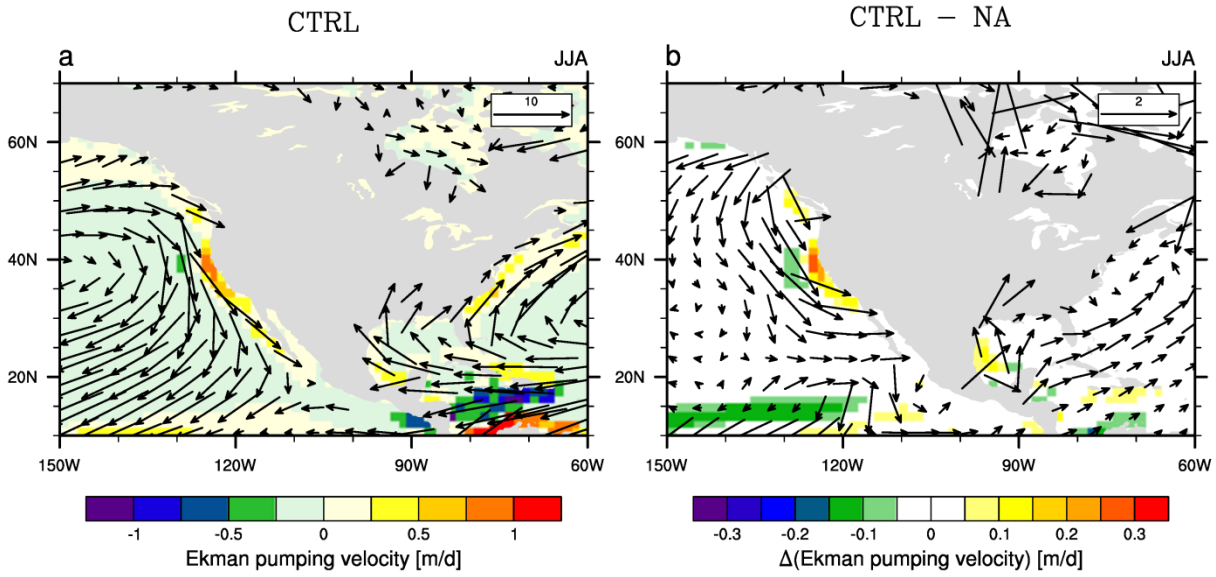 CTRL
CTRL − NA
a
JJA
b
JJA
10
2
60N
40N
20N
60N
40N
20N
150W
120W
90W
60W
150W
120W
90W
60W
-1
-0.5
0
0.5
1
-0.3
-0.2
-0.1
0
0.1
0.2
0.3
Ekman pumping velocity [m/d]
Δ(Ekman pumping velocity) [m/d]